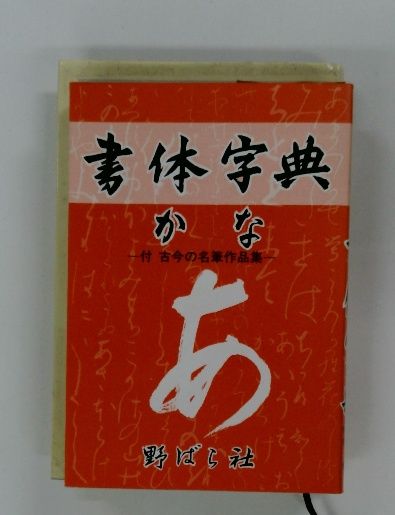 書体字典
かな
―付 古今の名筆作品集―
あ
野ばら社